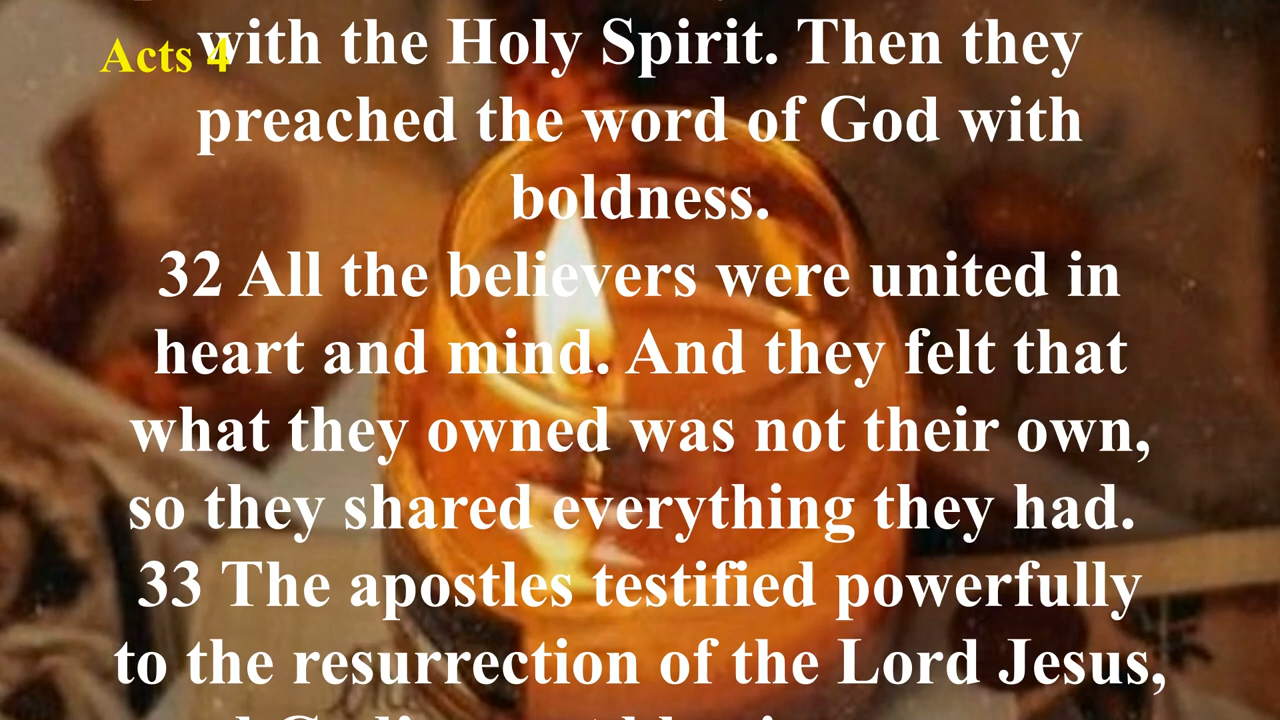 Acts 4
with the Holy Spirit. Then they
preached the word of God with
boldness.
32 All the believers were united in
heart and mind. And they felt that
what they owned was not their own,
so they shared everything they had.
33 The apostles testified powerfully
to the resurrection of the Lord Jesus,